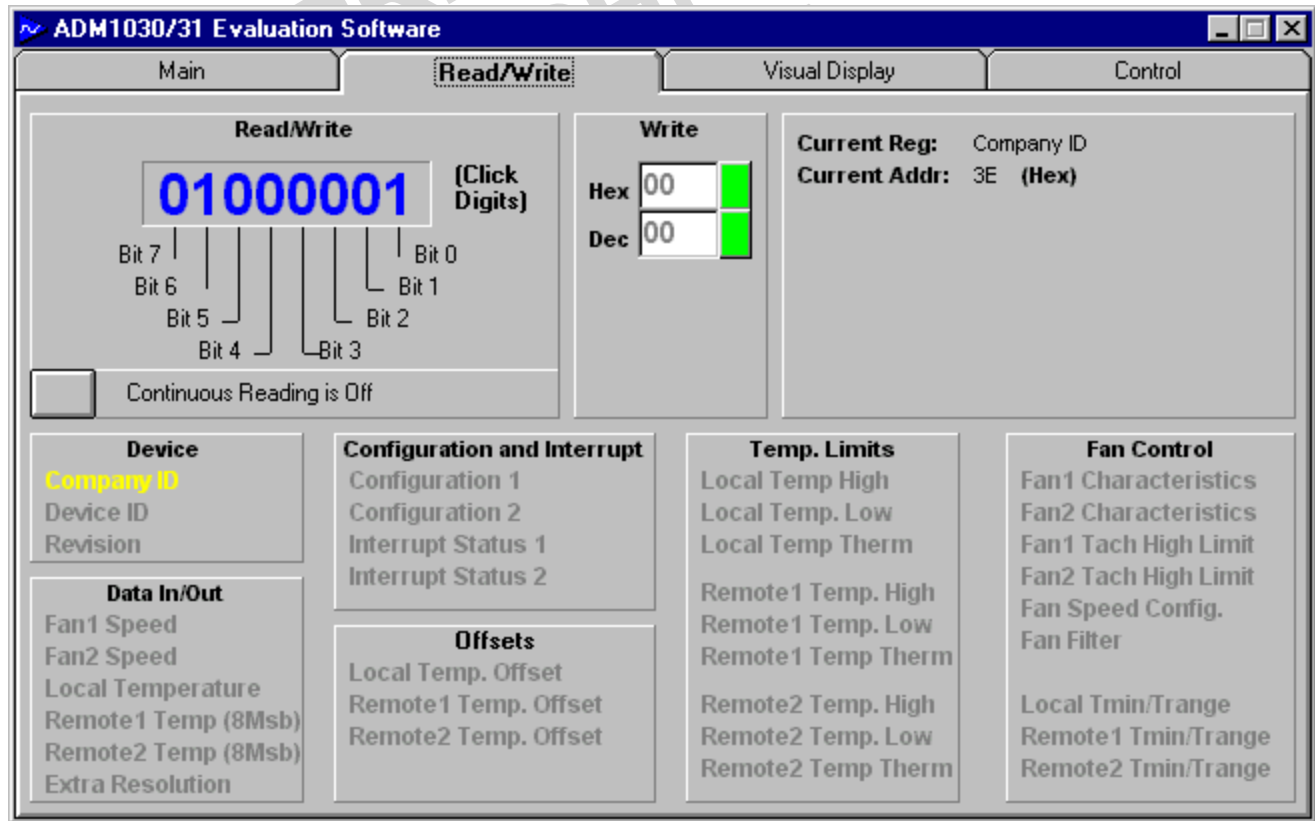 ADM1030/31 Evaluation Software
Main Read/Write Visual Display Control
Read/Write
01000001
(Click
Digits)
Bit 7
Bit 0
Bit 6
Bit 1
Bit 5
Bit 2
Bit 4
Bit 3
Continuous Reading is Off
Write
Hex 00
Dec 00
Current Reg: Company ID
Current Addr: 3E (Hex)
Device
Company ID
Device ID
Revision
Data In/Out
Fan1 Speed
Fan2 Speed
Local Temperature
Remote1 Temp (8Msb)
Remote2 Temp (8Msb)
Extra Resolution
Configuration and Interrupt
Configuration 1
Configuration 2
Interrupt Status 1
Interrupt Status 2
Offsets
Local Temp. Offset
Remote1 Temp. Offset
Remote2 Temp. Offset
Temp. Limits
Local Temp High
Local Temp. Low
Local Temp Therm
Remote1 Temp. High
Remote1 Temp. Low
Remote1 Temp Therm
Remote2 Temp. High
Remote2 Temp. Low
Remote2 Temp Therm
Fan Control
Fan1 Characteristics
Fan2 Characteristics
Fan1 Tach High Limit
Fan2 Tach High Limit
Fan Speed Config.
Fan Filter
Local Tmin/Trange
Remote1 Tmin/Trange
Remote2 Tmin/Trange